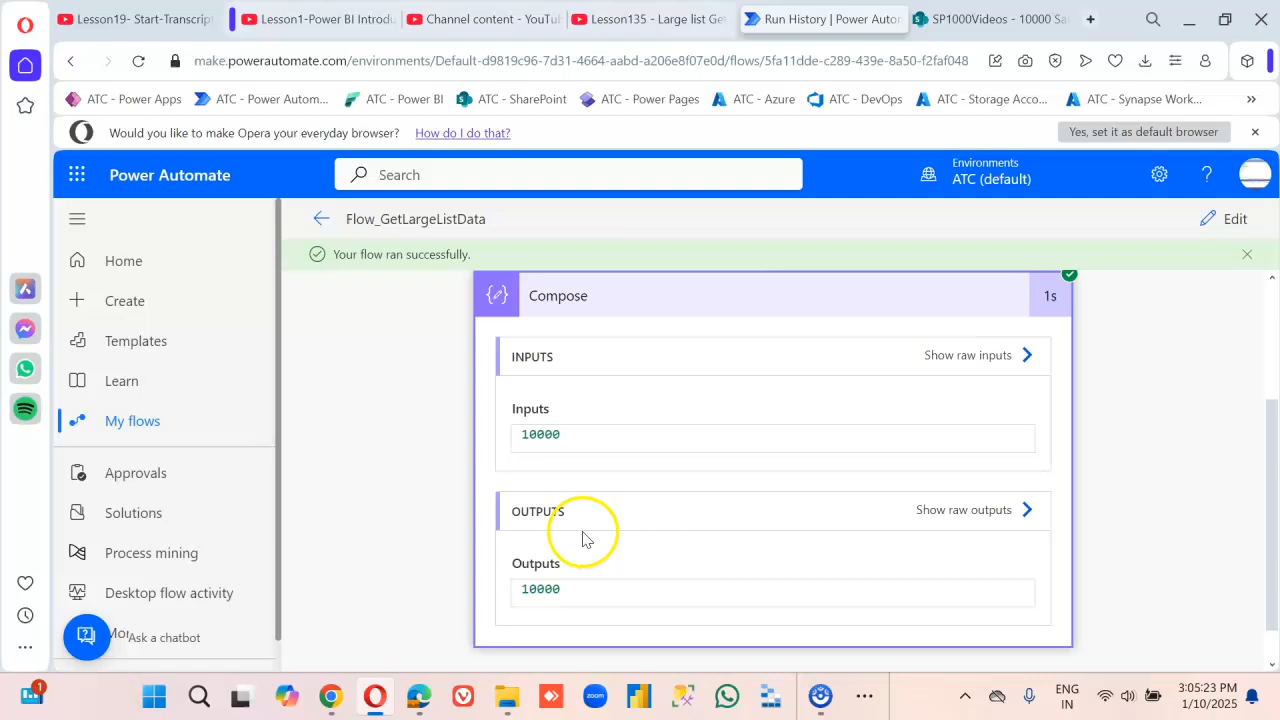 Lesson19- Start-Transcript
Lesson1-Power BI Introdu
Channel content - YouTu
Lesson135 - Large list Get
Run History | Power Autom
SP1000Videos - 10000 Sa
make.powerautomate.com/environments/Default-d9819c96-7d31-4664-aabd-a206e8f07e0d/flows/5fa11dde-c289-439e-8a50-f2faf048
ATC - Power Apps
ATC - Power Autom...
ATC - Power BI
ATC - SharePoint
ATC - Power Pages
ATC - Azure
ATC - DevOps
ATC - Storage Acco...
ATC - Synapse Work...
Would you like to make Opera your everyday browser? How do I do that?
Yes, set it as default browser
Power Automate
Search
Environments
ATC (default)
Flow_GetLargeListData
Edit
Your flow ran successfully.
Home
Create
Templates
Learn
My flows
Approvals
Solutions
Process mining
Desktop flow activity
Ask a chatbot
Compose
1s
INPUTS
Show raw inputs
Inputs
10000
OUTPUTS
Show raw outputs
Outputs
10000
1
zoom
ENG
IN
3:05:23 PM
1/10/2025